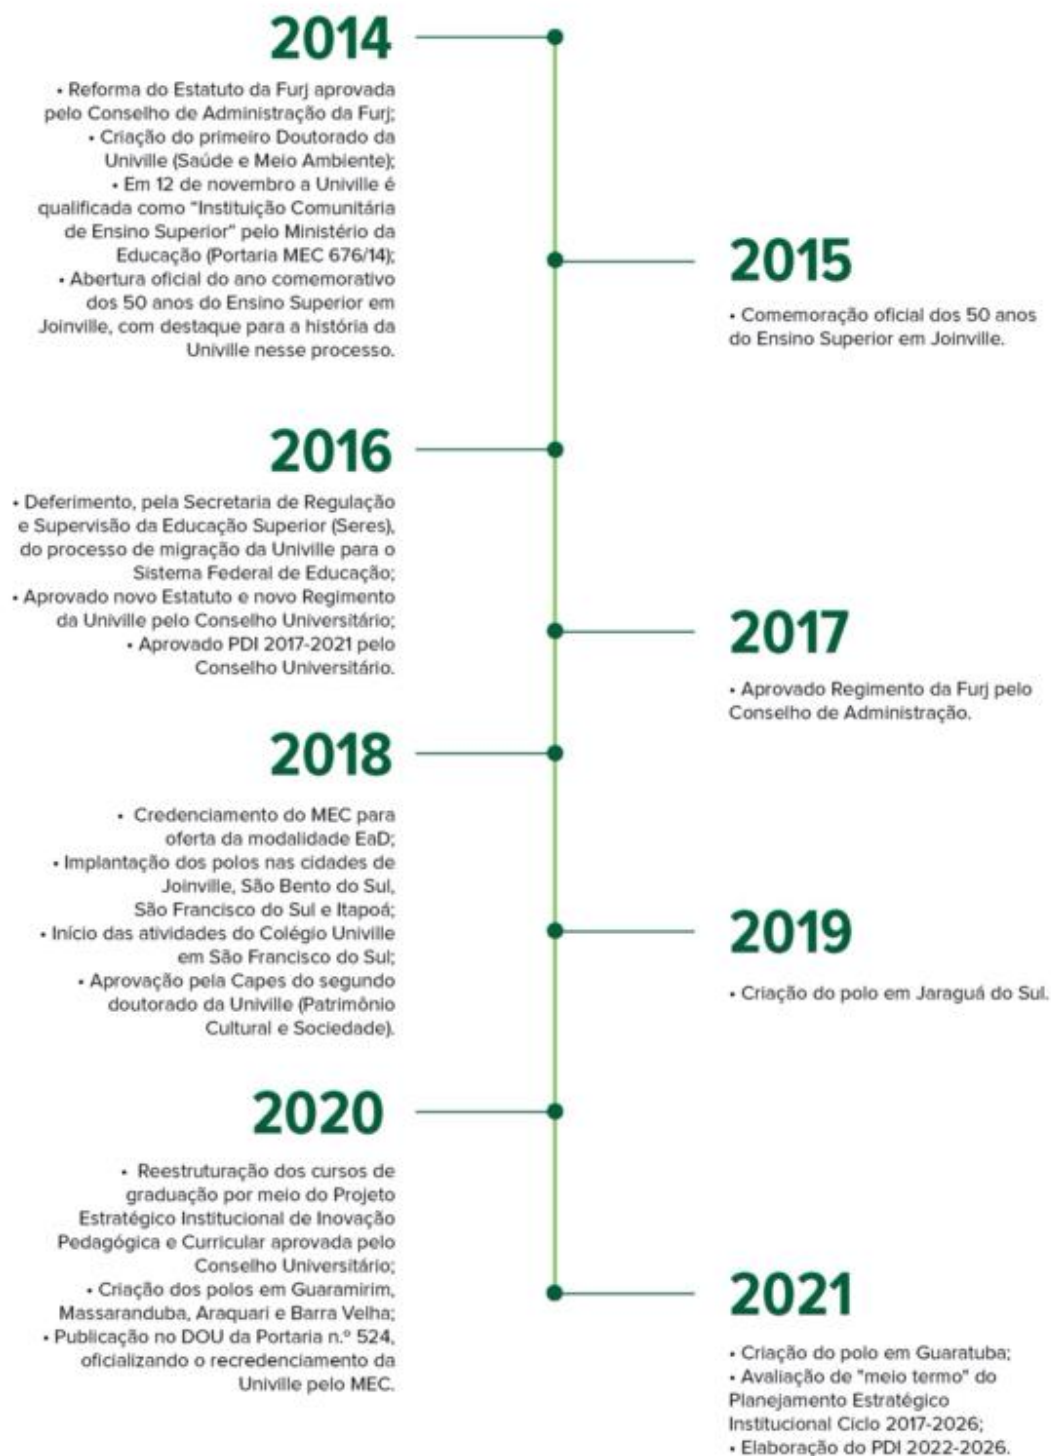 2014
• Reforma do Estatuto da Furj aprovada
pelo Conselho de Administração da Furj;
• Criação do primeiro Doutorado da
Univille (Saúde e Meio Ambiente);
• Em 12 de novembro a Univille é
qualificada como "Instituição Comunitária
de Ensino Superior" pelo Ministério da
Educação (Portaria MEC 676/14);
• Abertura oficial do ano comemorativo
dos 50 anos do Ensino Superior em
Joinville, com destaque para a história da
Univille nesse processo.
2015
• Comemoração oficial dos 50 anos
do Ensino Superior em Joinville.
2016
• Deferimento, pela Secretaria de Regulação
e Supervisão da Educação Superior (Seres),
do processo de migração da Univille para o
Sistema Federal de Educação;
• Aprovado novo Estatuto e novo Regimento
da Univille pelo Conselho Universitário;
• Aprovado PDI 2017-2021 pelo
Conselho Universitário.
2017
• Aprovado Regimento da Furj pelo
Conselho de Administração.
2018
• Credenciamento do MEC para
oferta da modalidade EaD;
• Implantação dos polos nas cidades de
Joinville, São Bento do Sul,
São Francisco do Sul e Itapoá;
• Início das atividades do Colégio Univille
em São Francisco do Sul;
• Aprovação pela Capes do segundo
doutorado da Univille (Patrimônio
Cultural e Sociedade).
2019
• Criação do polo em Jaraguá do Sul.
2020
• Reestruturação dos cursos de
graduação por meio do Projeto
Estratégico Institucional de Inovação
Pedagógica e Curricular aprovada pelo
Conselho Universitário;
• Criação dos polos em Guaramirim,
Massaranduba, Araquari e Barra Velha;
• Publicação no DOU da Portaria n.º 524,
oficializando o recredenciamento da
Univille pelo MEC.
2021
• Criação do polo em Guaratuba;
• Avaliação de "meio termo" do
Planejamento Estratégico
Institucional Ciclo 2017-2026;
• Elaboração do PDI 2022-2026.